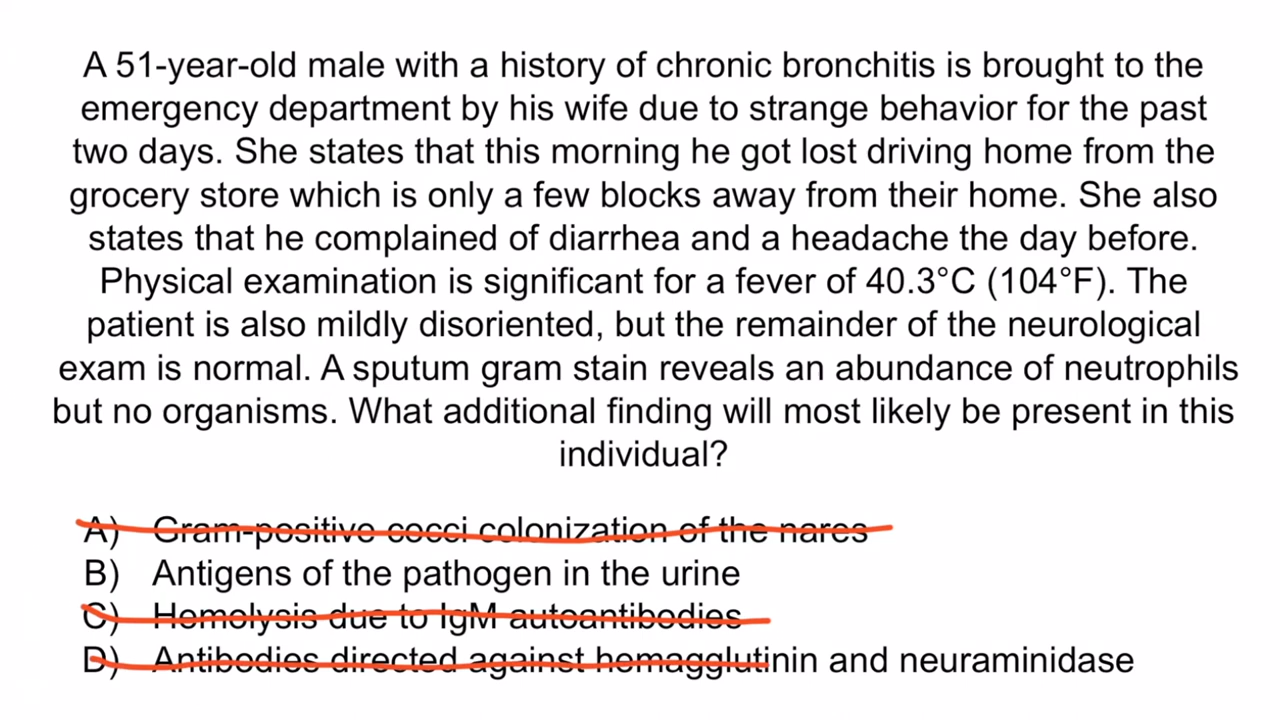 A 51-year-old male with a history of chronic bronchitis is brought to the
emergency department by his wife due to strange behavior for the past
two days. She states that this morning he got lost driving home from the
grocery store which is only a few blocks away from their home. She also
states that he complained of diarrhea and a headache the day before.
Physical examination is significant for a fever of 40.3°C (104°F). The
patient is also mildly disoriented, but the remainder of the neurological
exam is normal. A sputum gram stain reveals an abundance of neutrophils
but no organisms. What additional finding will most likely be present in this
individual?
A) Gram-positive cocci colonization of the nares
B) Antigens of the pathogen in the urine
C) Hemolysis due to IgM autoantibodies
D) Antibodies directed against hemagglutinin and neuraminidase